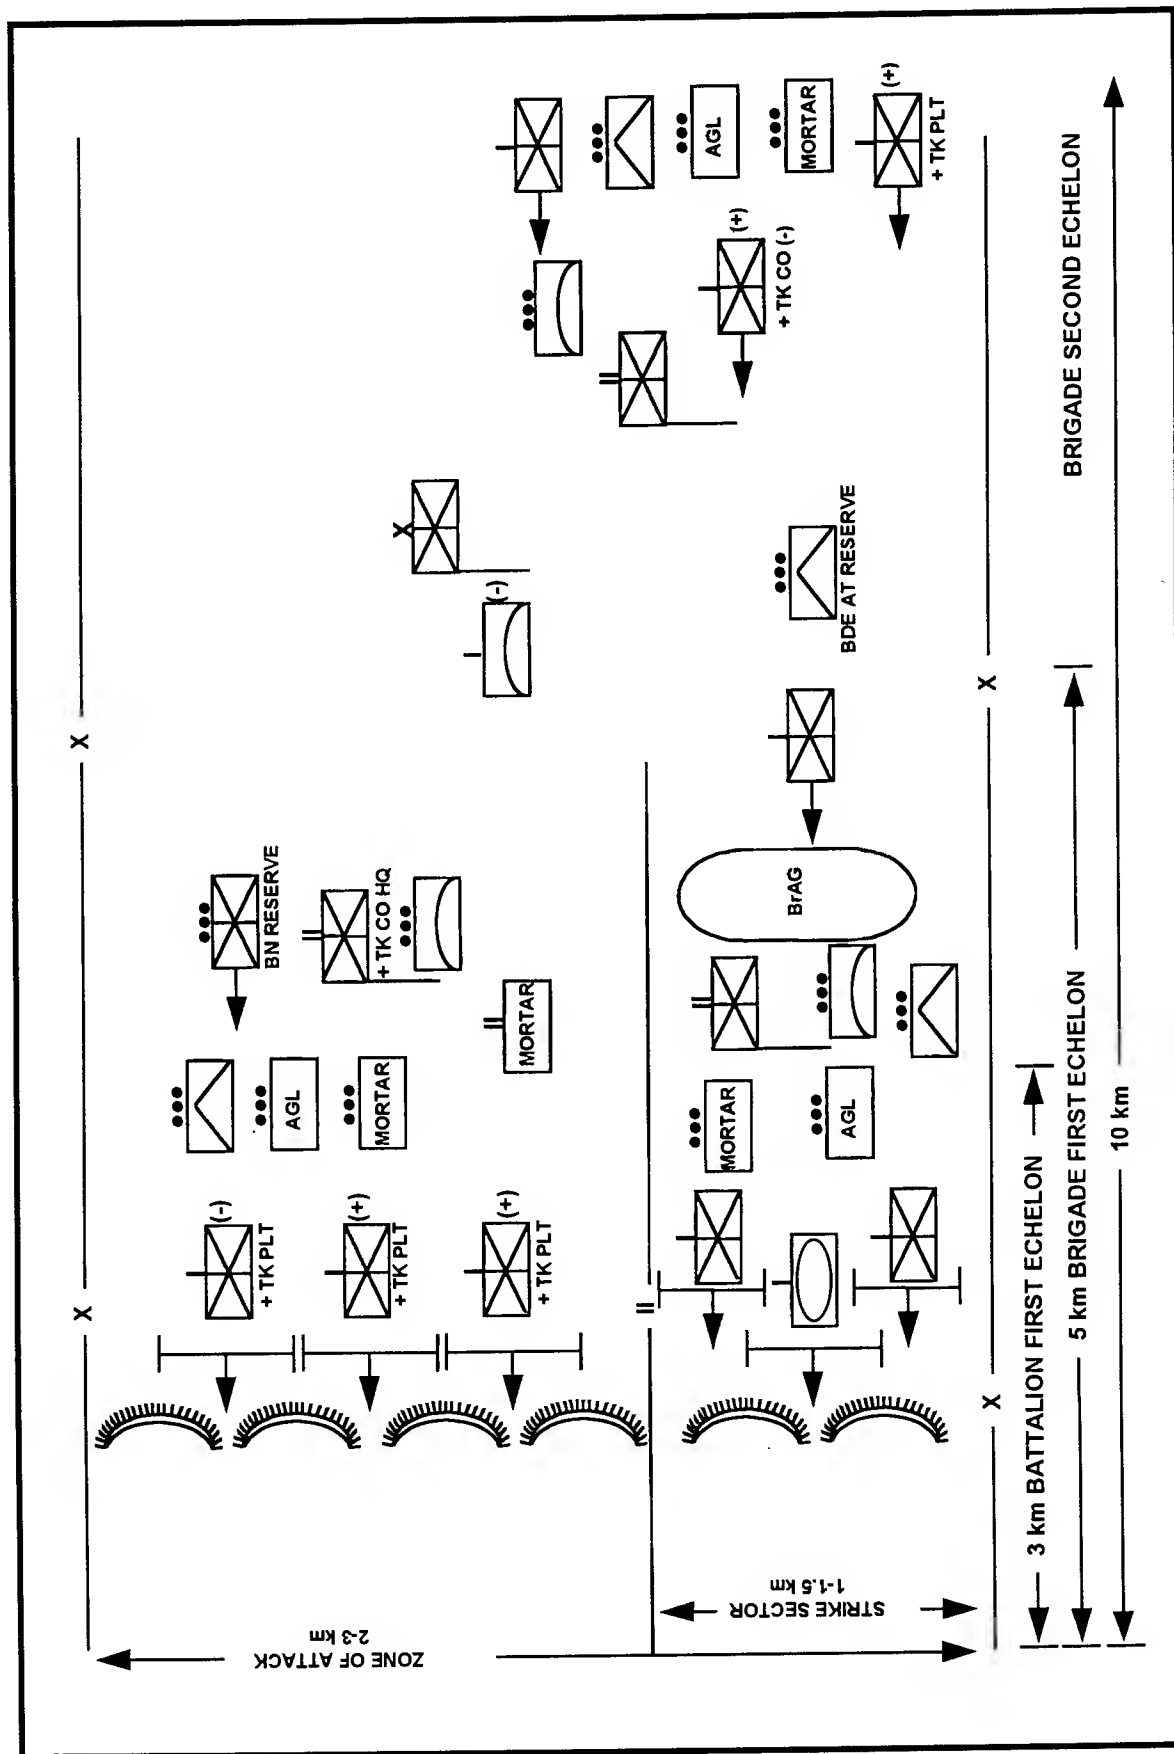 ZONE OF ATTACK
2-3 km
STRIKE SECTOR
1-1.5 km
X
X
X
X
II
(-)
+ TK PLT
(+)
+ TK PLT
(+)
+ TK PLT
AGL
MORTAR
MORTAR
BN RESERVE
+ TK CO HQ
MORTAR
AGL
BrAG
X
(-)
BDE AT RESERVE
AGL
MORTAR
(+)
+ TK CO (-)
(+)
+ TK PLT
3 km BATTALION FIRST ECHELON
5 km BRIGADE FIRST ECHELON
BRIGADE SECOND ECHELON
10 km